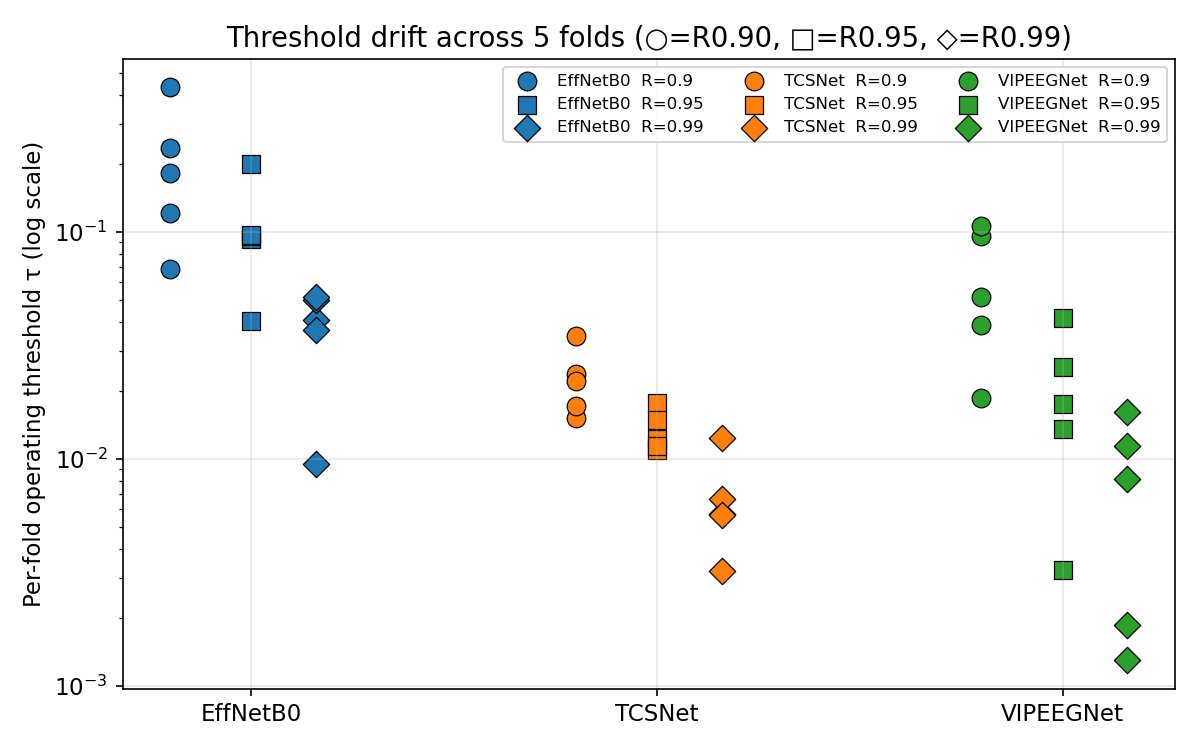 Threshold drift across 5 folds (○=R0.90, □=R0.95, ◇=R0.99)
EffNetB0 R=0.9
EffNetB0 R=0.95
EffNetB0 R=0.99
TCSNet R=0.9
TCSNet R=0.95
TCSNet R=0.99
VIPEEGNet R=0.9
VIPEEGNet R=0.95
VIPEEGNet R=0.99
Per-fold operating threshold τ (log scale)
10⁻¹
10⁻²
10⁻³
EffNetB0
TCSNet
VIPEEGNet